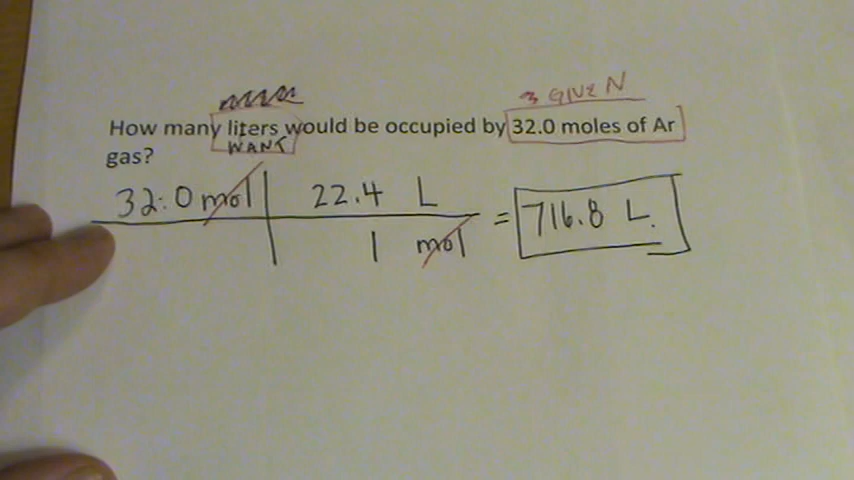 GIVEN
How many liters would be occupied by 32.0 moles of Ar
WANT
gas?
32.0 mol 22.4 L
= 716.8 L.
1 mol